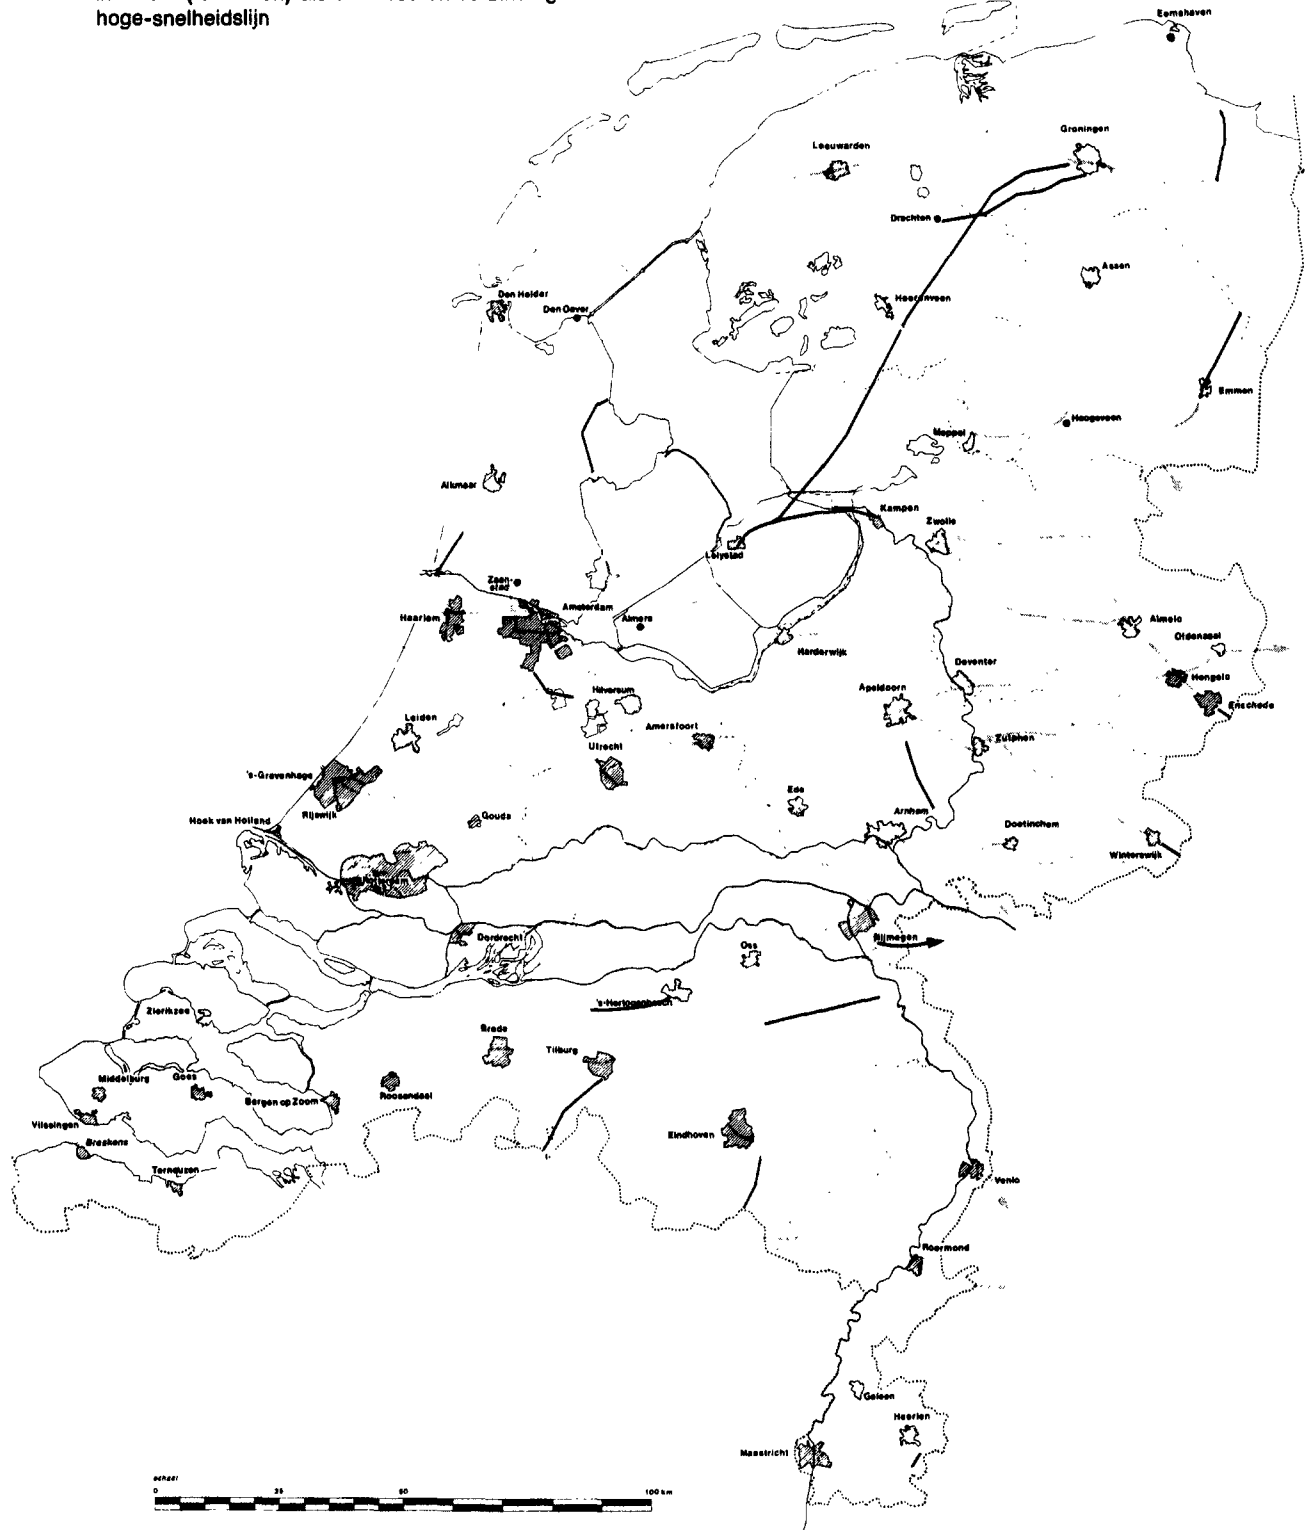 hoge-snelheidslijn
Eemshaven
Groningen
Leeuwarden
Drachten
Assen
Den Helder
Den Oever
Heerenveen
Emmen
Hoogeveen
Meppel
Alkmaar
Kampen
Zwolle
Lelystad
Zaan-
stad
Amsterdam
Haarlem
Almere
Almelo
Oldenzaal
Harderwijk
Deventer
Hengelo
Apeldoorn
Enschede
Hilversum
Leiden
Amersfoort
Zutphen
Utrecht
's-Gravenhage
Ede
Rijswijk
Gouda
Arnhem
Hoek van Holland
Doetinchem
Winterswijk
Dordrecht
Nijmegen
Oss
's-Hertogenbosch
Zierikzee
Breda
Tilburg
Middelburg
Goes
Roosendaal
Bergen op Zoom
Vlissingen
Eindhoven
Breskens
Terneuzen
Venlo
Roermond
Geleen
Heerlen
Maastricht
schaal
0 25 50 100 km